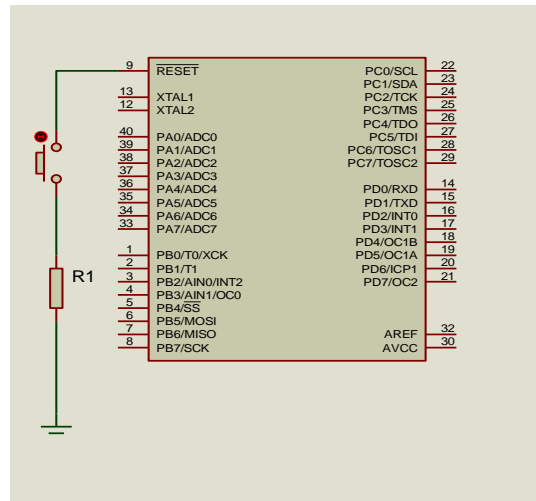 9 RESET
13 XTAL1
12 XTAL2
40 PA0/ADC0
39 PA1/ADC1
38 PA2/ADC2
37 PA3/ADC3
36 PA4/ADC4
35 PA5/ADC5
34 PA6/ADC6
33 PA7/ADC7
1 PB0/T0/XCK
2 PB1/T1
3 PB2/AIN0/INT2
4 PB3/AIN1/OC0
5 PB4/SS
6 PB5/MOSI
7 PB6/MISO
8 PB7/SCK
PC0/SCL 22
PC1/SDA 23
PC2/TCK 24
PC3/TMS 25
PC4/TDO 26
PC5/TDI 27
PC6/TOSC1 28
PC7/TOSC2 29
PD0/RXD 14
PD1/TXD 15
PD2/INT0 16
PD3/INT1 17
PD4/OC1B 18
PD5/OC1A 19
PD6/ICP1 20
PD7/OC2 21
AREF 32
AVCC 30
R1